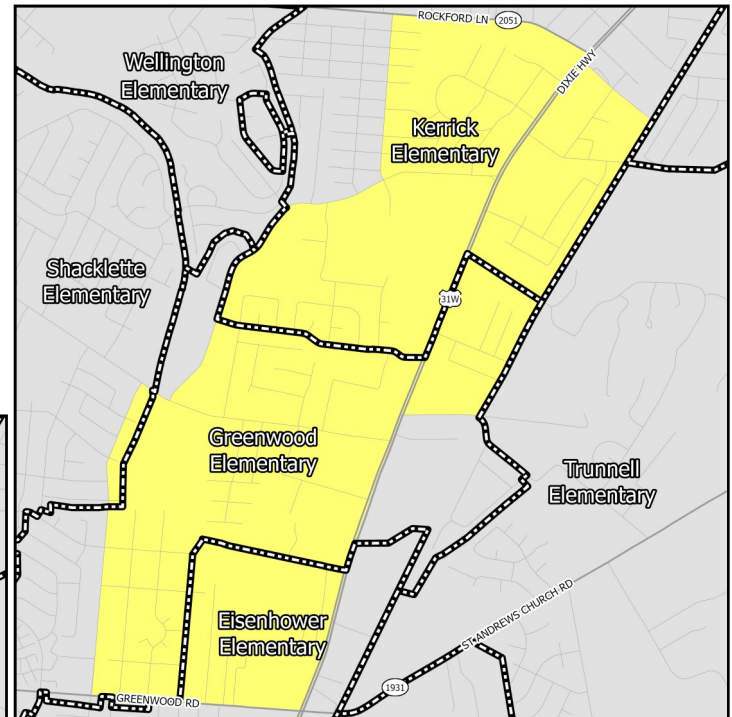 ROCKFORD LN
2051
DIXIE HWY
Wellington
Elementary
Kerrick
Elementary
Shacklette
Elementary
31W
Greenwood
Elementary
Trunnell
Elementary
Eisenhower
Elementary
ST ANDREWS CHURCH RD
1931
GREENWOOD RD